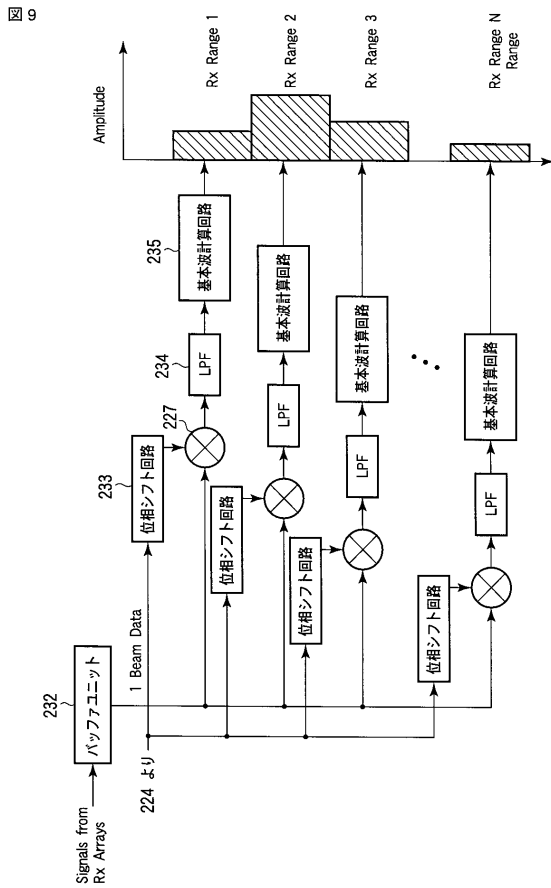 図 9
Signals from
Rx Arrays
232
バッファユニット
1 Beam Data
224 より
233
位相シフト回路
227
234
LPF
235
基本波計算回路
位相シフト回路
LPF
基本波計算回路
位相シフト回路
LPF
基本波計算回路
位相シフト回路
LPF
基本波計算回路
Amplitude
Rx Range 1
Rx Range 2
Rx Range 3
Rx Range N
Range